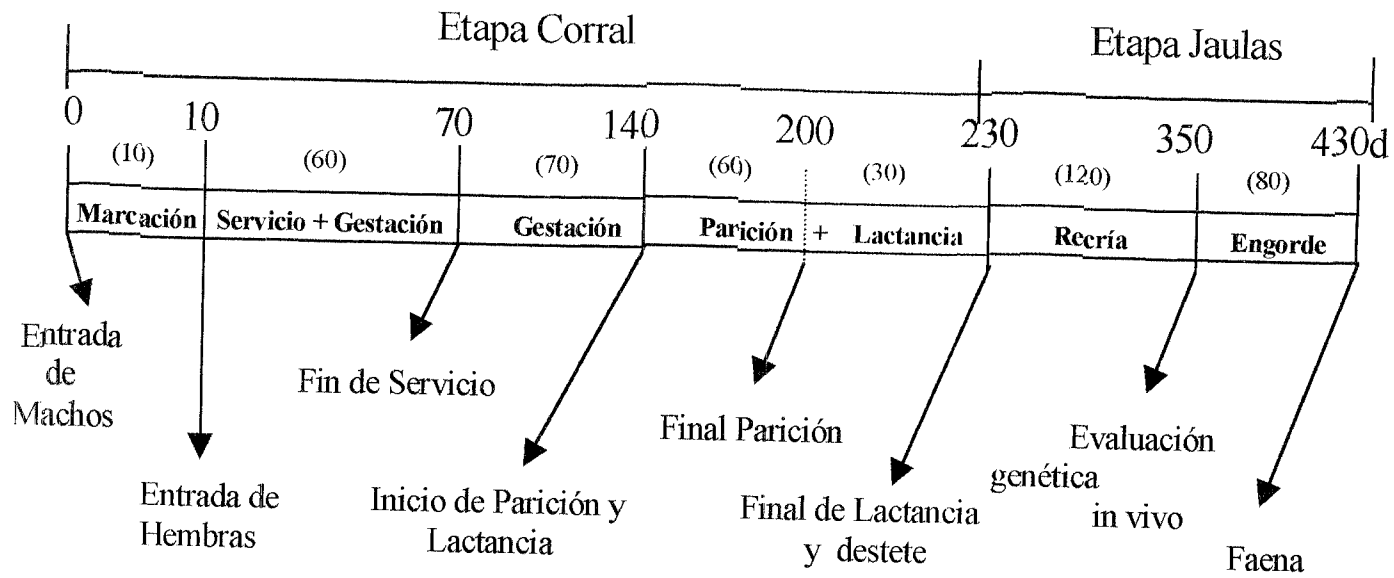 Etapa Corral Etapa Jaulas
0 10 70 140 200 230 350 430d
(10) (60) (70) (60) (30) (120) (80)
Marcación Servicio + Gestación Gestación Parición + Lactancia Recría Engorde
Entrada
de
Machos
Entrada de
Hembras
Fin de Servicio
Inicio de Parición y
Lactancia
Final Parición
Final de Lactancia
y destete
Evaluación
genética
in vivo
Faena